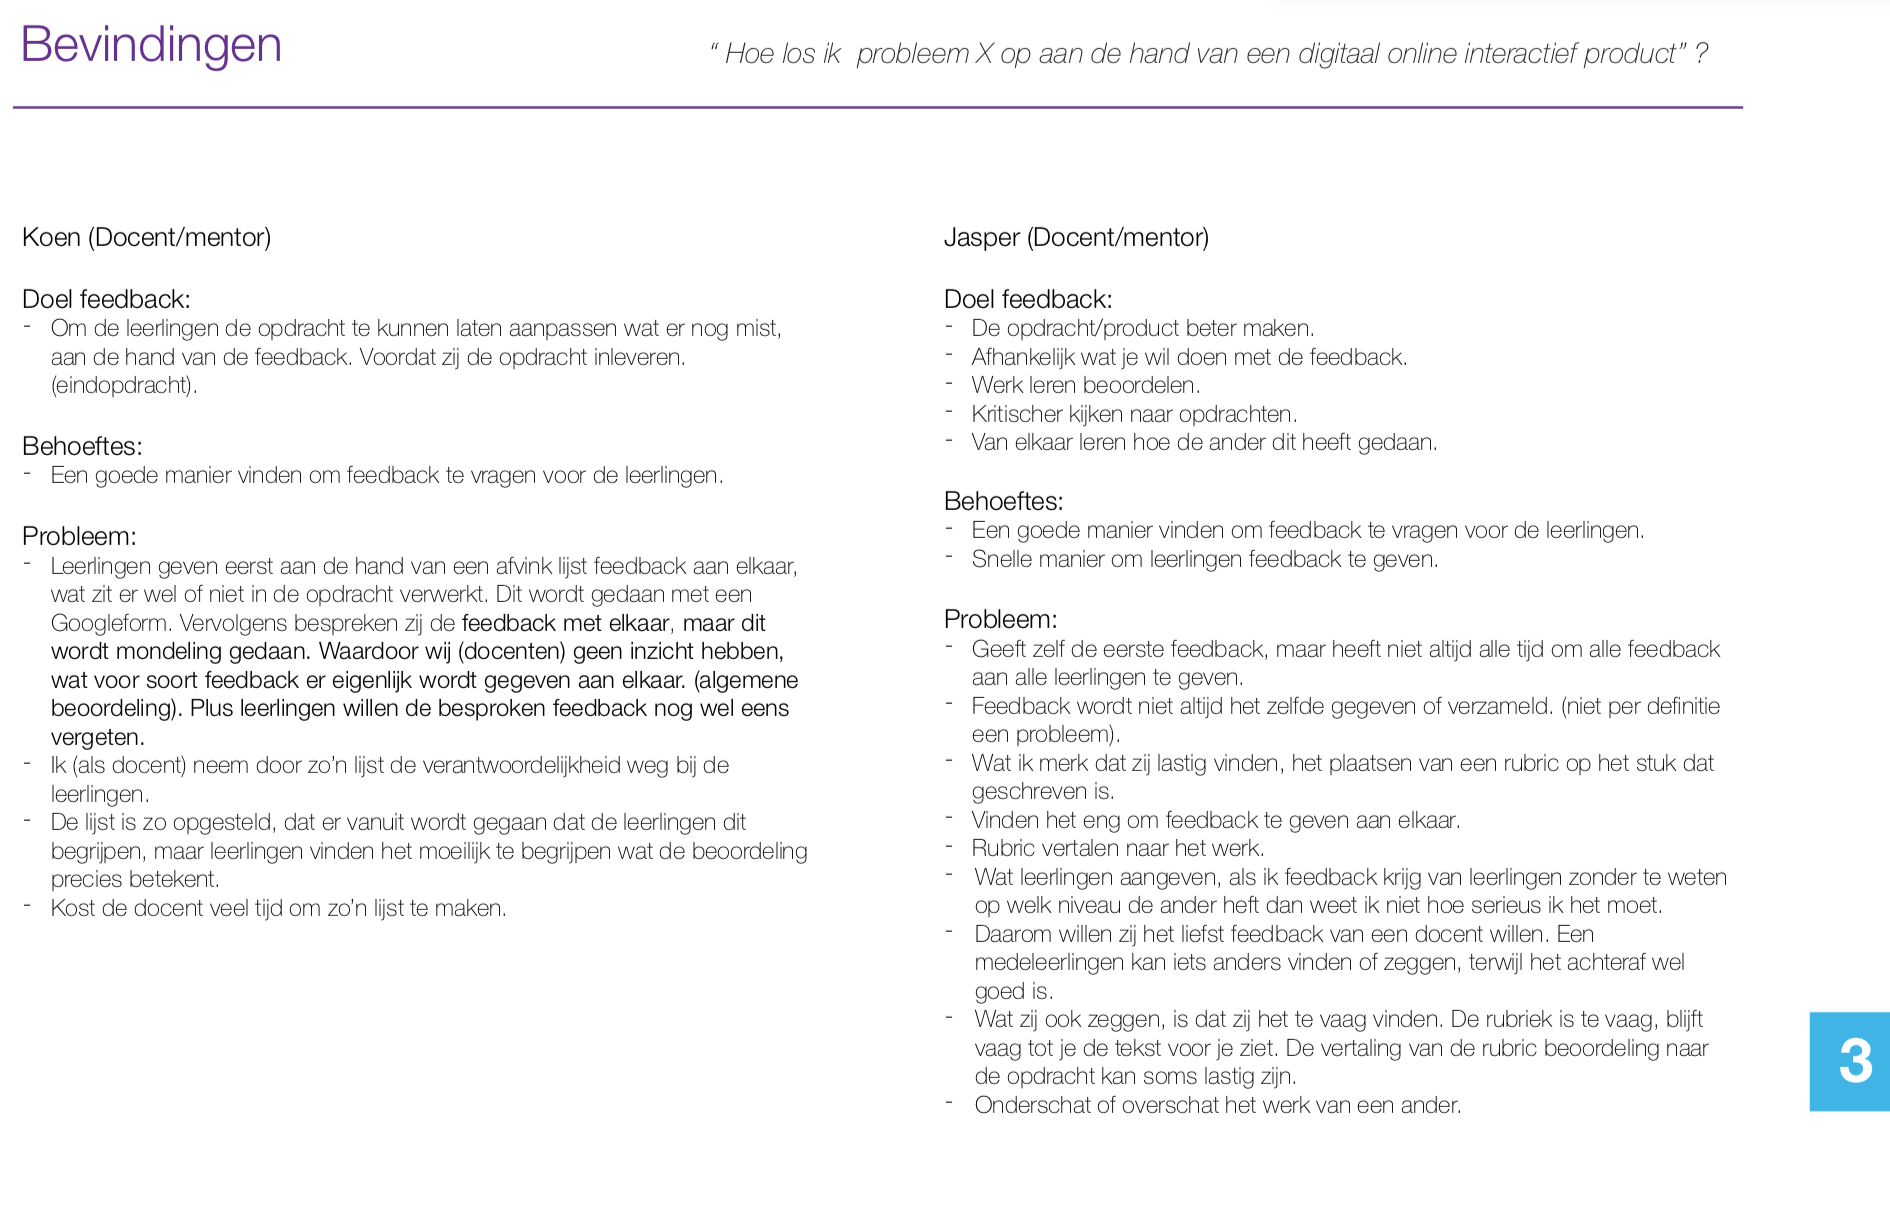 Bevindingen
“ Hoe los ik probleem X op aan de hand van een digitaal online interactief product” ?
Koen (Docent/mentor)
Doel feedback:
- Om de leerlingen de opdracht te kunnen laten aanpassen wat er nog mist,
aan de hand van de feedback. Voordat zij de opdracht inleveren.
(eindopdracht).
Behoeftes:
- Een goede manier vinden om feedback te vragen voor de leerlingen.
Probleem:
- Leerlingen geven eerst aan de hand van een afvink lijst feedback aan elkaar,
wat zit er wel of niet in de opdracht verwerkt. Dit wordt gedaan met een
Googleform. Vervolgens bespreken zij de feedback met elkaar, maar dit
wordt mondeling gedaan. Waardoor wij (docenten) geen inzicht hebben,
wat voor soort feedback er eigenlijk wordt gegeven aan elkaar. (algemene
beoordeling). Plus leerlingen willen de besproken feedback nog wel eens
vergeten.
- Ik (als docent) neem door zo’n lijst de verantwoordelijkheid weg bij de
leerlingen.
- De lijst is zo opgesteld, dat er vanuit wordt gegaan dat de leerlingen dit
begrijpen, maar leerlingen vinden het moeilijk te begrijpen wat de beoordeling
precies betekent.
- Kost de docent veel tijd om zo’n lijst te maken.
Jasper (Docent/mentor)
Doel feedback:
- De opdracht/product beter maken.
- Afhankelijk wat je wil doen met de feedback.
- Werk leren beoordelen.
- Kritischer kijken naar opdrachten.
- Van elkaar leren hoe de ander dit heeft gedaan.
Behoeftes:
- Een goede manier vinden om feedback te vragen voor de leerlingen.
- Snelle manier om leerlingen feedback te geven.
Probleem:
- Geeft zelf de eerste feedback, maar heeft niet altijd alle tijd om alle feedback
aan alle leerlingen te geven.
- Feedback wordt niet altijd het zelfde gegeven of verzameld. (niet per definitie
een probleem).
- Wat ik merk dat zij lastig vinden, het plaatsen van een rubric op het stuk dat
geschreven is.
- Vinden het eng om feedback te geven aan elkaar.
- Rubric vertalen naar het werk.
- Wat leerlingen aangeven, als ik feedback krijg van leerlingen zonder te weten
op welk niveau de ander heft dan weet ik niet hoe serieus ik het moet.
- Daarom willen zij het liefst feedback van een docent willen. Een
medeleerlingen kan iets anders vinden of zeggen, terwijl het achteraf wel
goed is.
- Wat zij ook zeggen, is dat zij het te vaag vinden. De rubriek is te vaag, blijft
vaag tot je de tekst voor je ziet. De vertaling van de rubric beoordeling naar
de opdracht kan soms lastig zijn.
- Onderschat of overschat het werk van een ander.
3